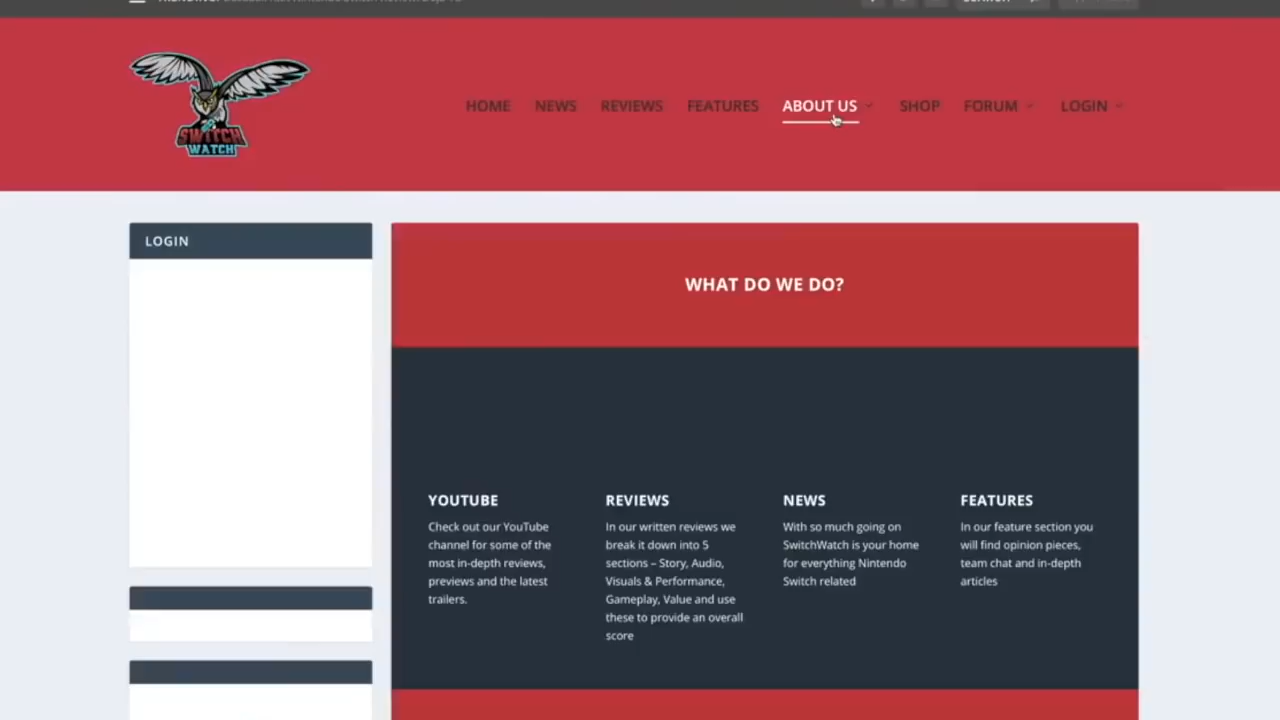 SWITCH
WATCH
HOME NEWS REVIEWS FEATURES ABOUT US SHOP FORUM LOGIN
LOGIN
WHAT DO WE DO?
YOUTUBE
Check out our YouTube
channel for some of the
most in-depth reviews,
previews and the latest
trailers.
REVIEWS
In our written reviews we
break it down into 5
sections – Story, Audio,
Visuals & Performance,
Gameplay, Value and use
these to provide an overall
score
NEWS
With so much going on
SwitchWatch is your home
for everything Nintendo
Switch related
FEATURES
In our feature section you
will find opinion pieces,
team chat and in-depth
articles